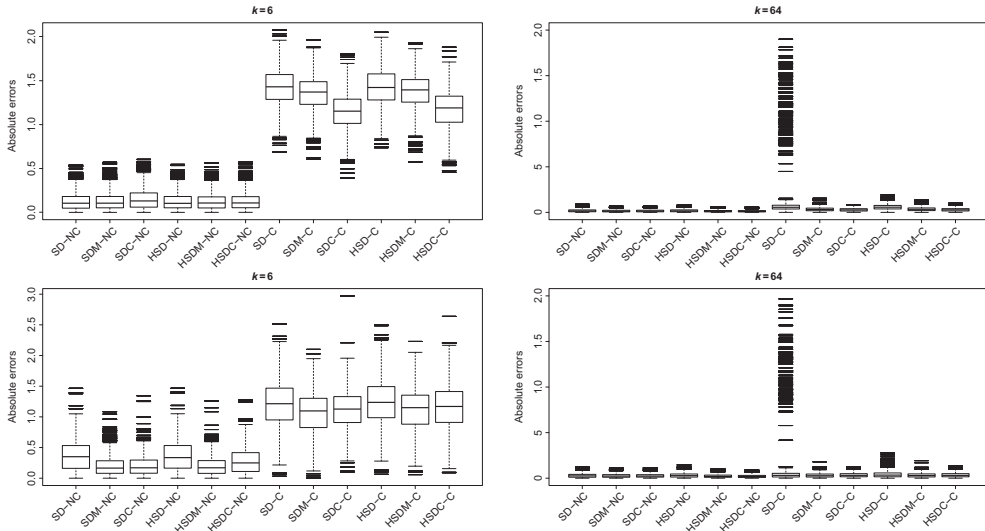 k=6
Absolute errors
2.0
1.5
1.0
0.5
0.0
SD-NC
SDM-NC
SDC-NC
HSD-NC
HSDM-NC
HSDC-NC
SD-C
SDM-C
SDC-C
HSD-C
HSDM-C
HSDC-C
k=64
Absolute errors
2.0
1.5
1.0
0.5
0
SD-NC
SDM-NC
SDC-NC
HSD-NC
HSDM-NC
HSDC-NC
SD-C
SDM-C
SDC-C
HSD-C
HSDM-C
HSDC-C
k=6
Absolute errors
3.0
2.5
2.0
1.5
1.0
0.5
0.0
SD-NC
SDM-NC
SDC-NC
HSD-NC
HSDM-NC
HSDC-NC
SD-C
SDM-C
SDC-C
HSD-C
HSDM-C
HSDC-C
k=64
Absolute errors
2.0
1.5
1.0
5
0
SD-NC
SDM-NC
SDC-NC
HSD-NC
HSDM-NC
HSDC-NC
SD-C
SDM-C
SDC-C
HSD-C
HSDM-C
HSDC-C